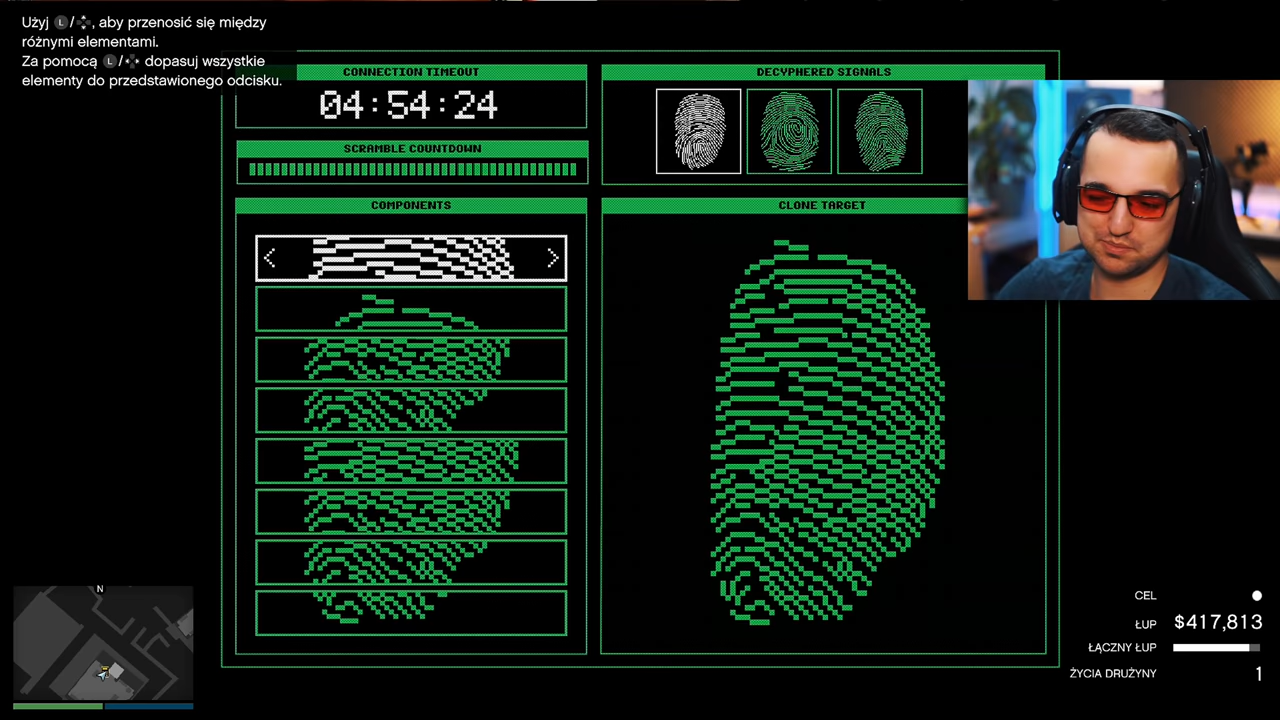 Użyj L/, aby przenosić się między
różnymi elementami.
Za pomocą L/ dopasuj wszystkie
elementy do przedstawionego odcisku.
CONNECTION TIMEOUT
04:54:24
SCRAMBLE COUNTDOWN
DECYPHERED SIGNALS
COMPONENTS
CLONE TARGET
N
CEL
ŁUP $417,813
ŁĄCZNY ŁUP
ŻYCIA DRUŻYNY 1